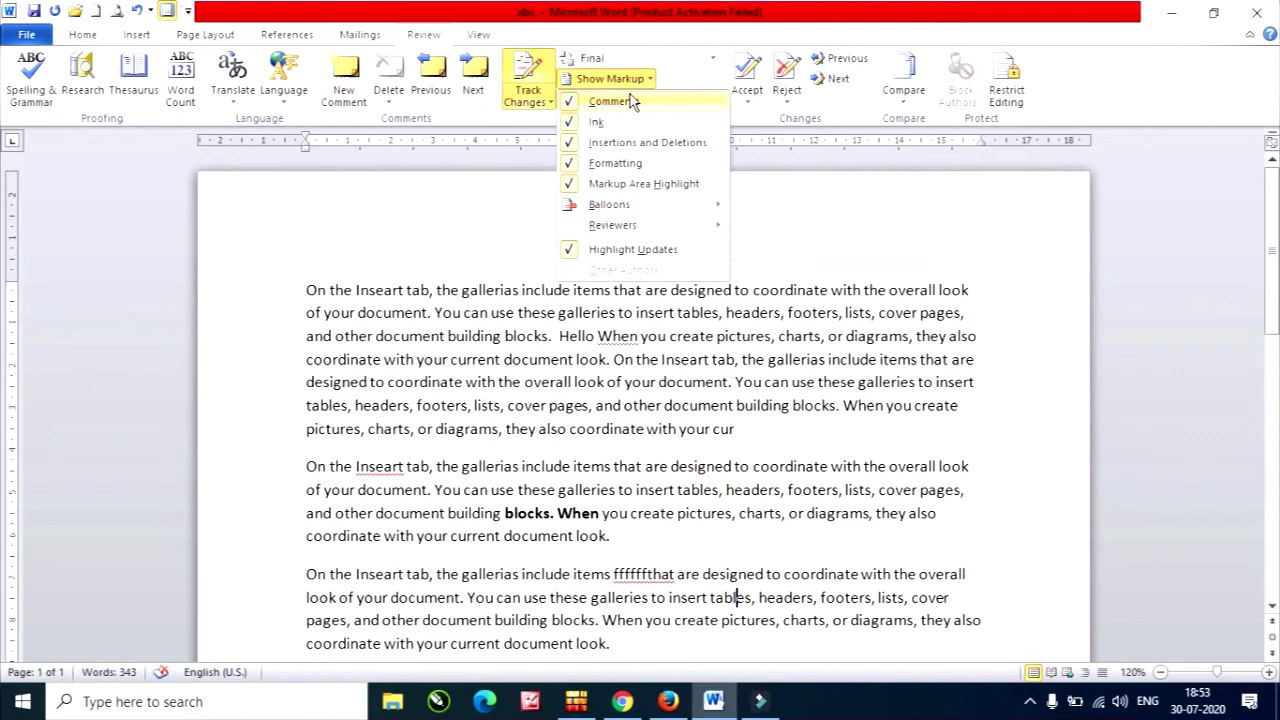 abc - Microsoft Word (Product Activation Failed)
File Home Insert Page Layout References Mailings Review View
ABC
ABC
123
Spelling & Grammar
Research
Thesaurus
Word Count
Translate
Language
New Comment
Delete
Previous
Next
Track Changes
Final
Show Markup
Accept
Previous
Next
Compare
Block Authors
Restrict Editing
Proofing
Language
Comments
Changes
Compare
Protect
Ink
Insertions and Deletions
Formatting
Markup Area Highlight
Balloons
Reviewers
Highlight Updates
Other Authors
On the Inseart tab, the gallerias include items that are designed to coordinate with the overall look
of your document. You can use these galleries to insert tables, headers, footers, lists, cover pages,
and other document building blocks. Hello When you create pictures, charts, or diagrams, they also
coordinate with your current document look. On the Inseart tab, the gallerias include items that are
designed to coordinate with the overall look of your document. You can use these galleries to insert
tables, headers, footers, lists, cover pages, and other document building blocks. When you create
pictures, charts, or diagrams, they also coordinate with your cur
On the Inseart tab, the gallerias include items that are designed to coordinate with the overall look
of your document. You can use these galleries to insert tables, headers, footers, lists, cover pages,
and other document building blocks. When you create pictures, charts, or diagrams, they also
coordinate with your current document look.
On the Inseart tab, the gallerias include items ffffffthat are designed to coordinate with the overall
look of your document. You can use these galleries to insert tables, headers, footers, lists, cover
pages, and other document building blocks. When you create pictures, charts, or diagrams, they also
coordinate with your current document look.
Page: 1 of 1 Words: 343 English (U.S.) 120%
Type here to search
ENG
18:53
30-07-2020